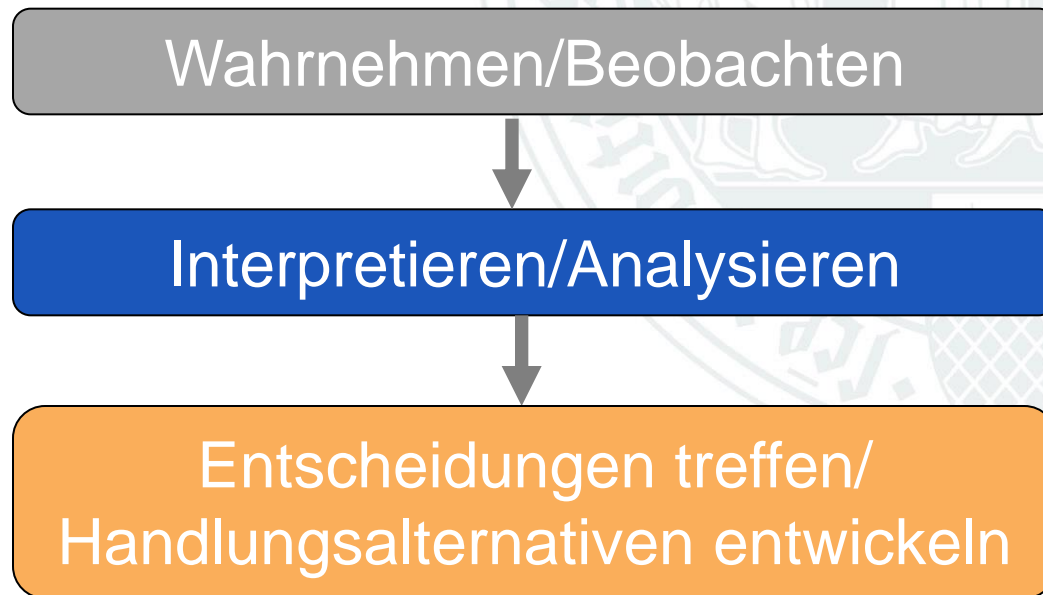 Wahrnehmen/Beobachten
Interpretieren/Analysieren
Entscheidungen treffen/
Handlungsalternativen entwickeln